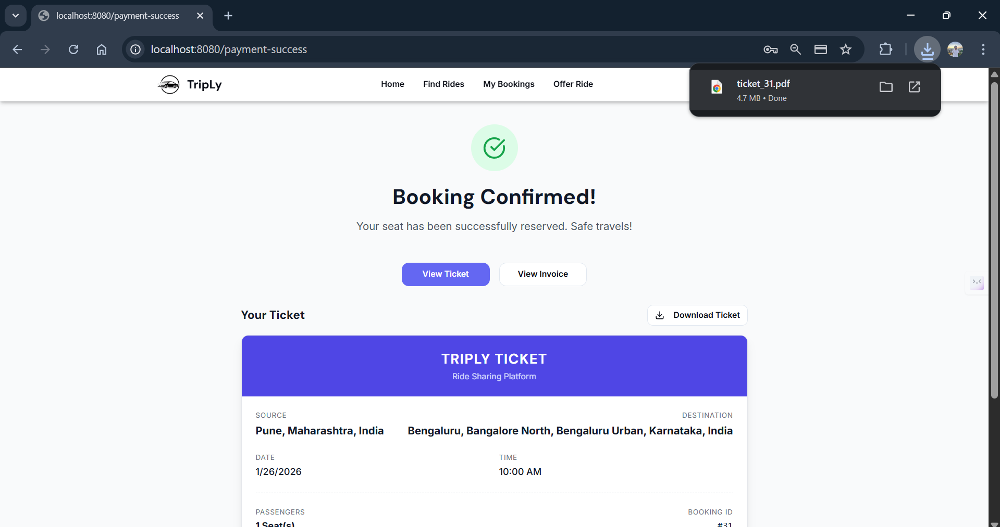 localhost:8080/payment-success
localhost:8080/payment-success
TripLy
Home Find Rides My Bookings Offer Ride
ticket_31.pdf
4.7 MB • Done
Booking Confirmed!
Your seat has been successfully reserved. Safe travels!
View Ticket View Invoice
Your Ticket
Download Ticket
TRIPLY TICKET
Ride Sharing Platform
SOURCE DESTINATION
Pune, Maharashtra, India Bengaluru, Bangalore North, Bengaluru Urban, Karnataka, India
DATE TIME
1/26/2026 10:00 AM
PASSENGERS BOOKING ID
1 Seat(s) #31